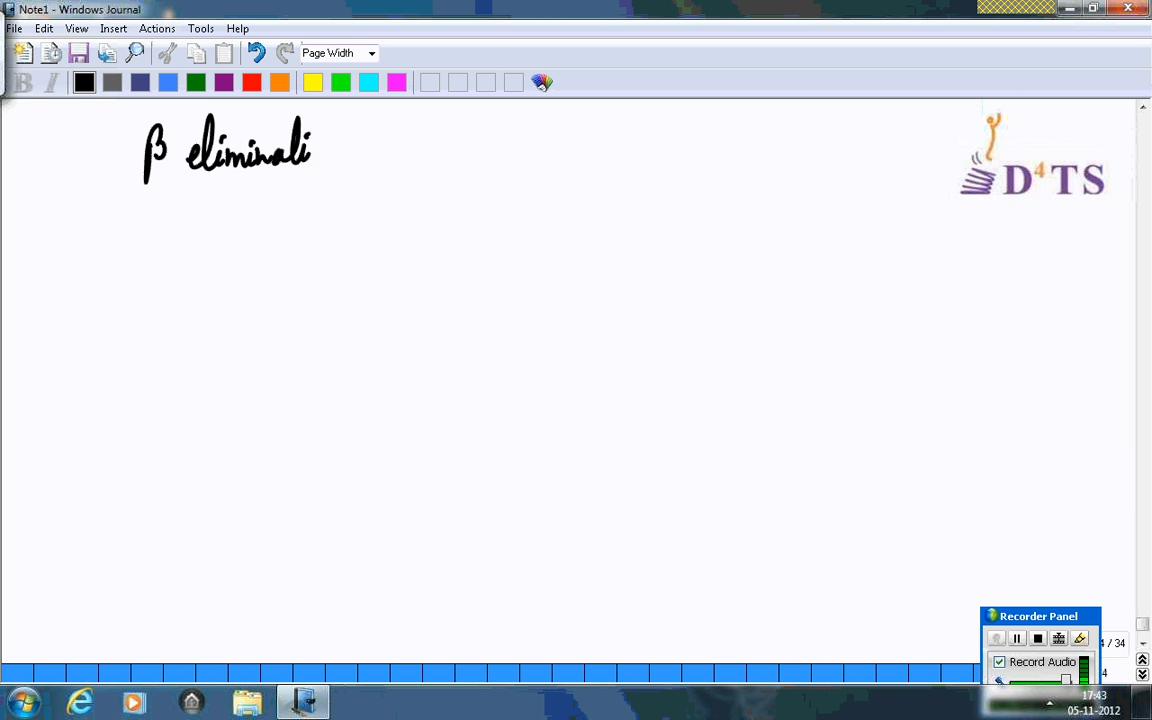 Note1 - Windows Journal
File Edit View Insert Actions Tools Help
Page Width
B I
β eliminati
D4TS
Recorder Panel
4 / 34
Record Audio
4
17:43
05-11-2012